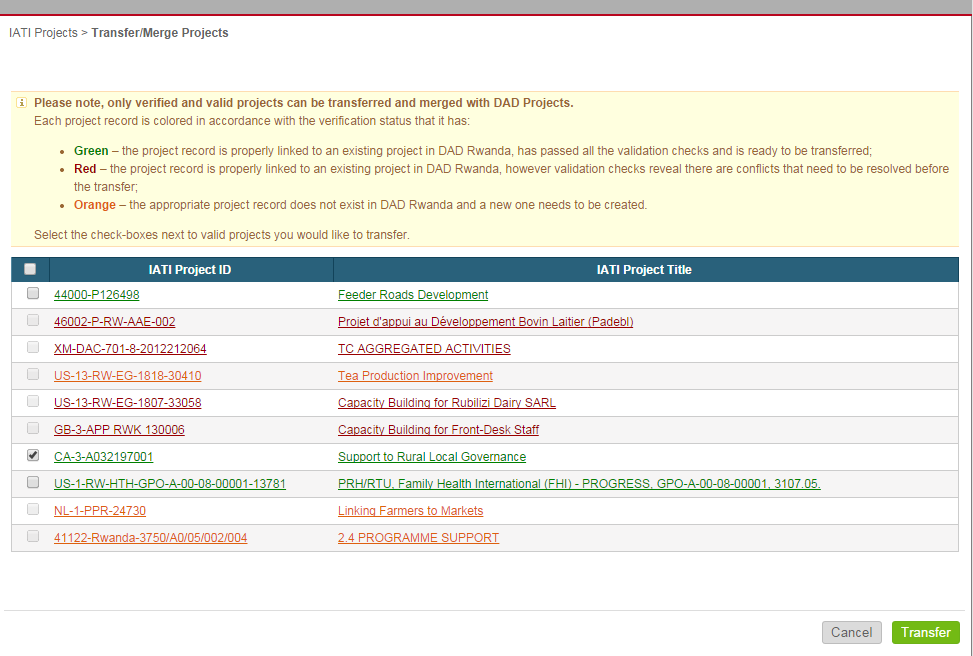 IATI Projects > Transfer/Merge Projects
i Please note, only verified and valid projects can be transferred and merged with DAD Projects.
Each project record is colored in accordance with the verification status that it has:
• Green – the project record is properly linked to an existing project in DAD Rwanda, has passed all the validation checks and is ready to be transferred;
• Red – the project record is properly linked to an existing project in DAD Rwanda, however validation checks reveal there are conflicts that need to be resolved before
the transfer;
• Orange – the appropriate project record does not exist in DAD Rwanda and a new one needs to be created.
Select the check-boxes next to valid projects you would like to transfer.
IATI Project ID IATI Project Title
44000-P126498 Feeder Roads Development
46002-P-RW-AAE-002 Projet d'appui au Développement Bovin Laitier (Padebl)
XM-DAC-701-8-2012212064 TC AGGREGATED ACTIVITIES
US-13-RW-EG-1818-30410 Tea Production Improvement
US-13-RW-EG-1807-33058 Capacity Building for Rubilizi Dairy SARL
GB-3-APP RWK 130006 Capacity Building for Front-Desk Staff
CA-3-A032197001 Support to Rural Local Governance
US-1-RW-HTH-GPO-A-00-08-00001-13781 PRH/RTU, Family Health International (FHI) - PROGRESS, GPO-A-00-08-00001, 3107.05.
NL-1-PPR-24730 Linking Farmers to Markets
41122-Rwanda-3750/A0/05/002/004 2.4 PROGRAMME SUPPORT
Cancel Transfer